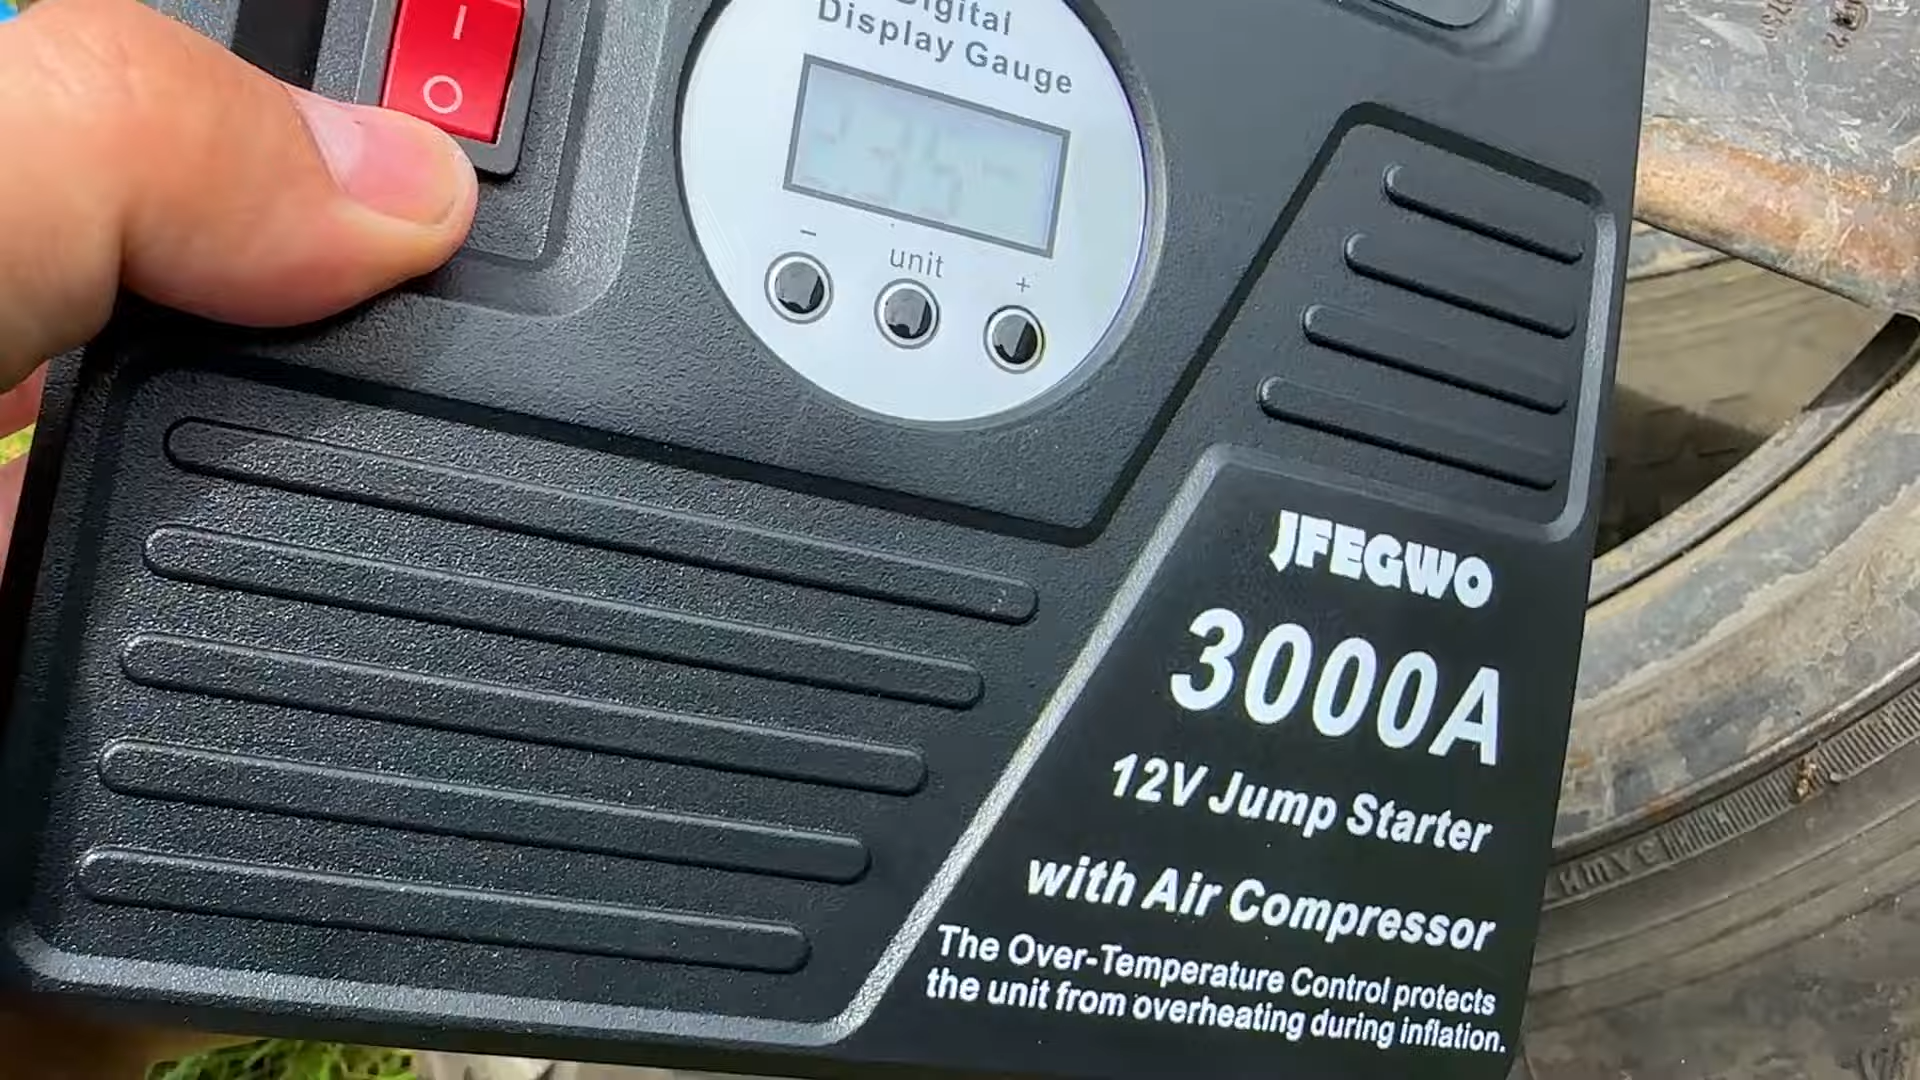 Digital
Display Gauge
- unit +
JFEGWO
3000A
12V Jump Starter
with Air Compressor
The Over-Temperature Control protects
the unit from overheating during inflation.